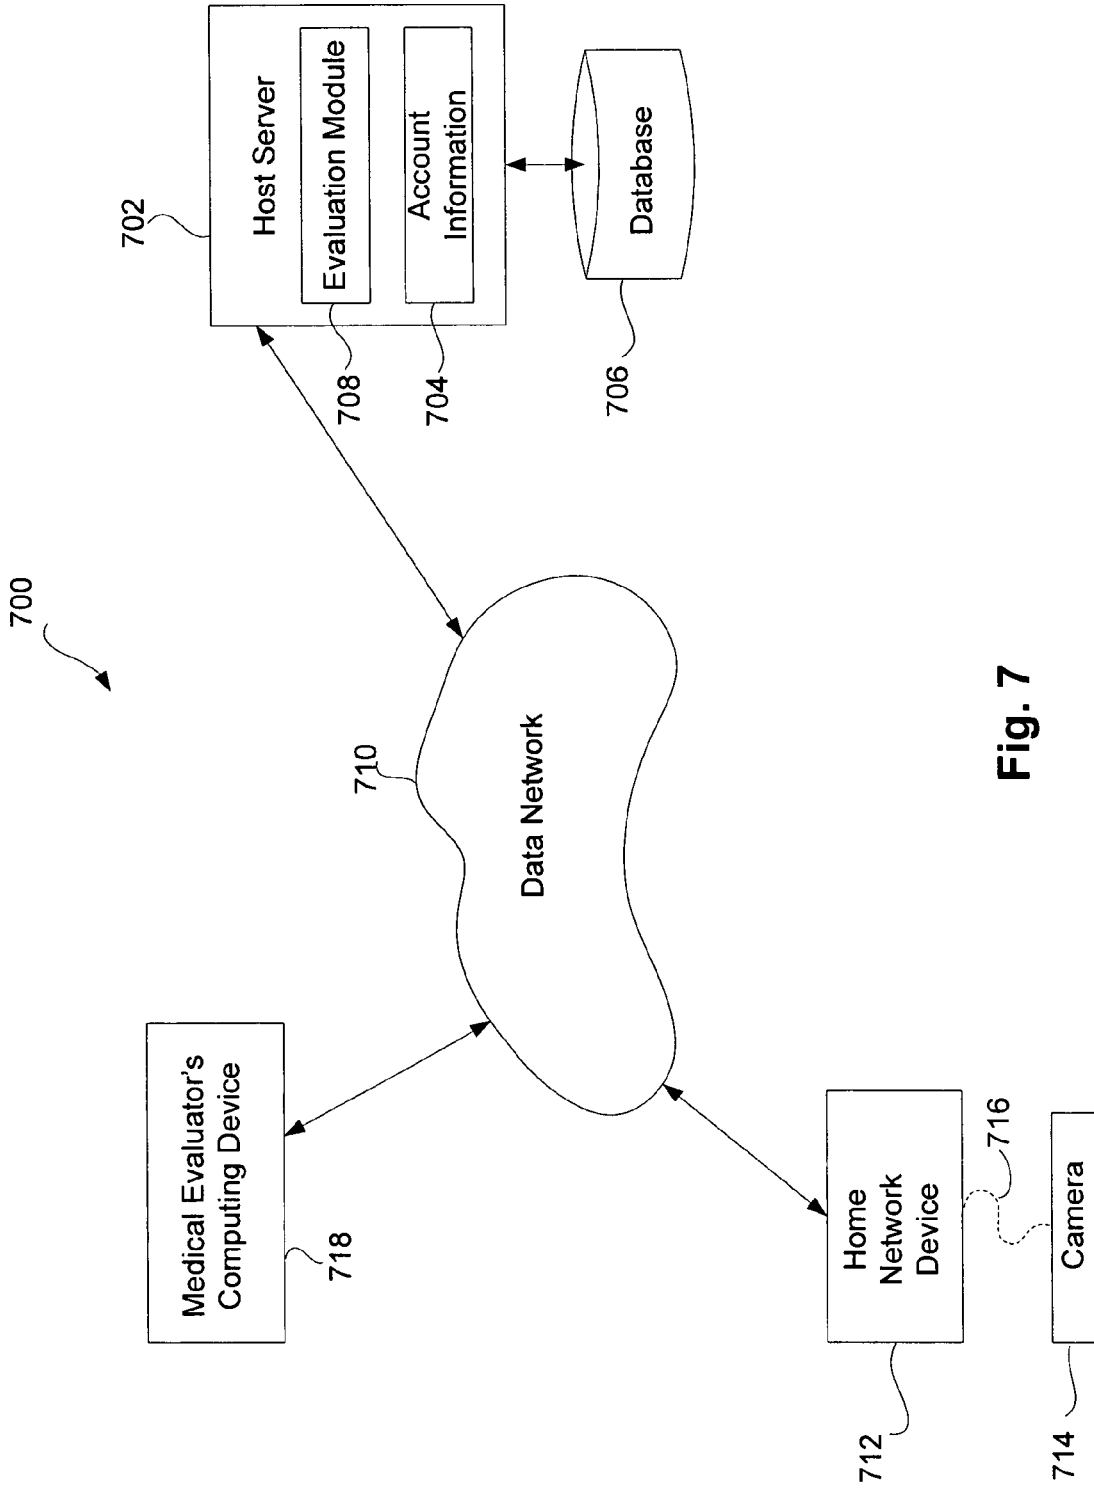 700
702
Host Server
Evaluation Module
708
Account
Information
704
Database
706
710
Data Network
Medical Evaluator's
Computing Device
718
Home
Network
Device
712
716
Camera
714
Fig. 7